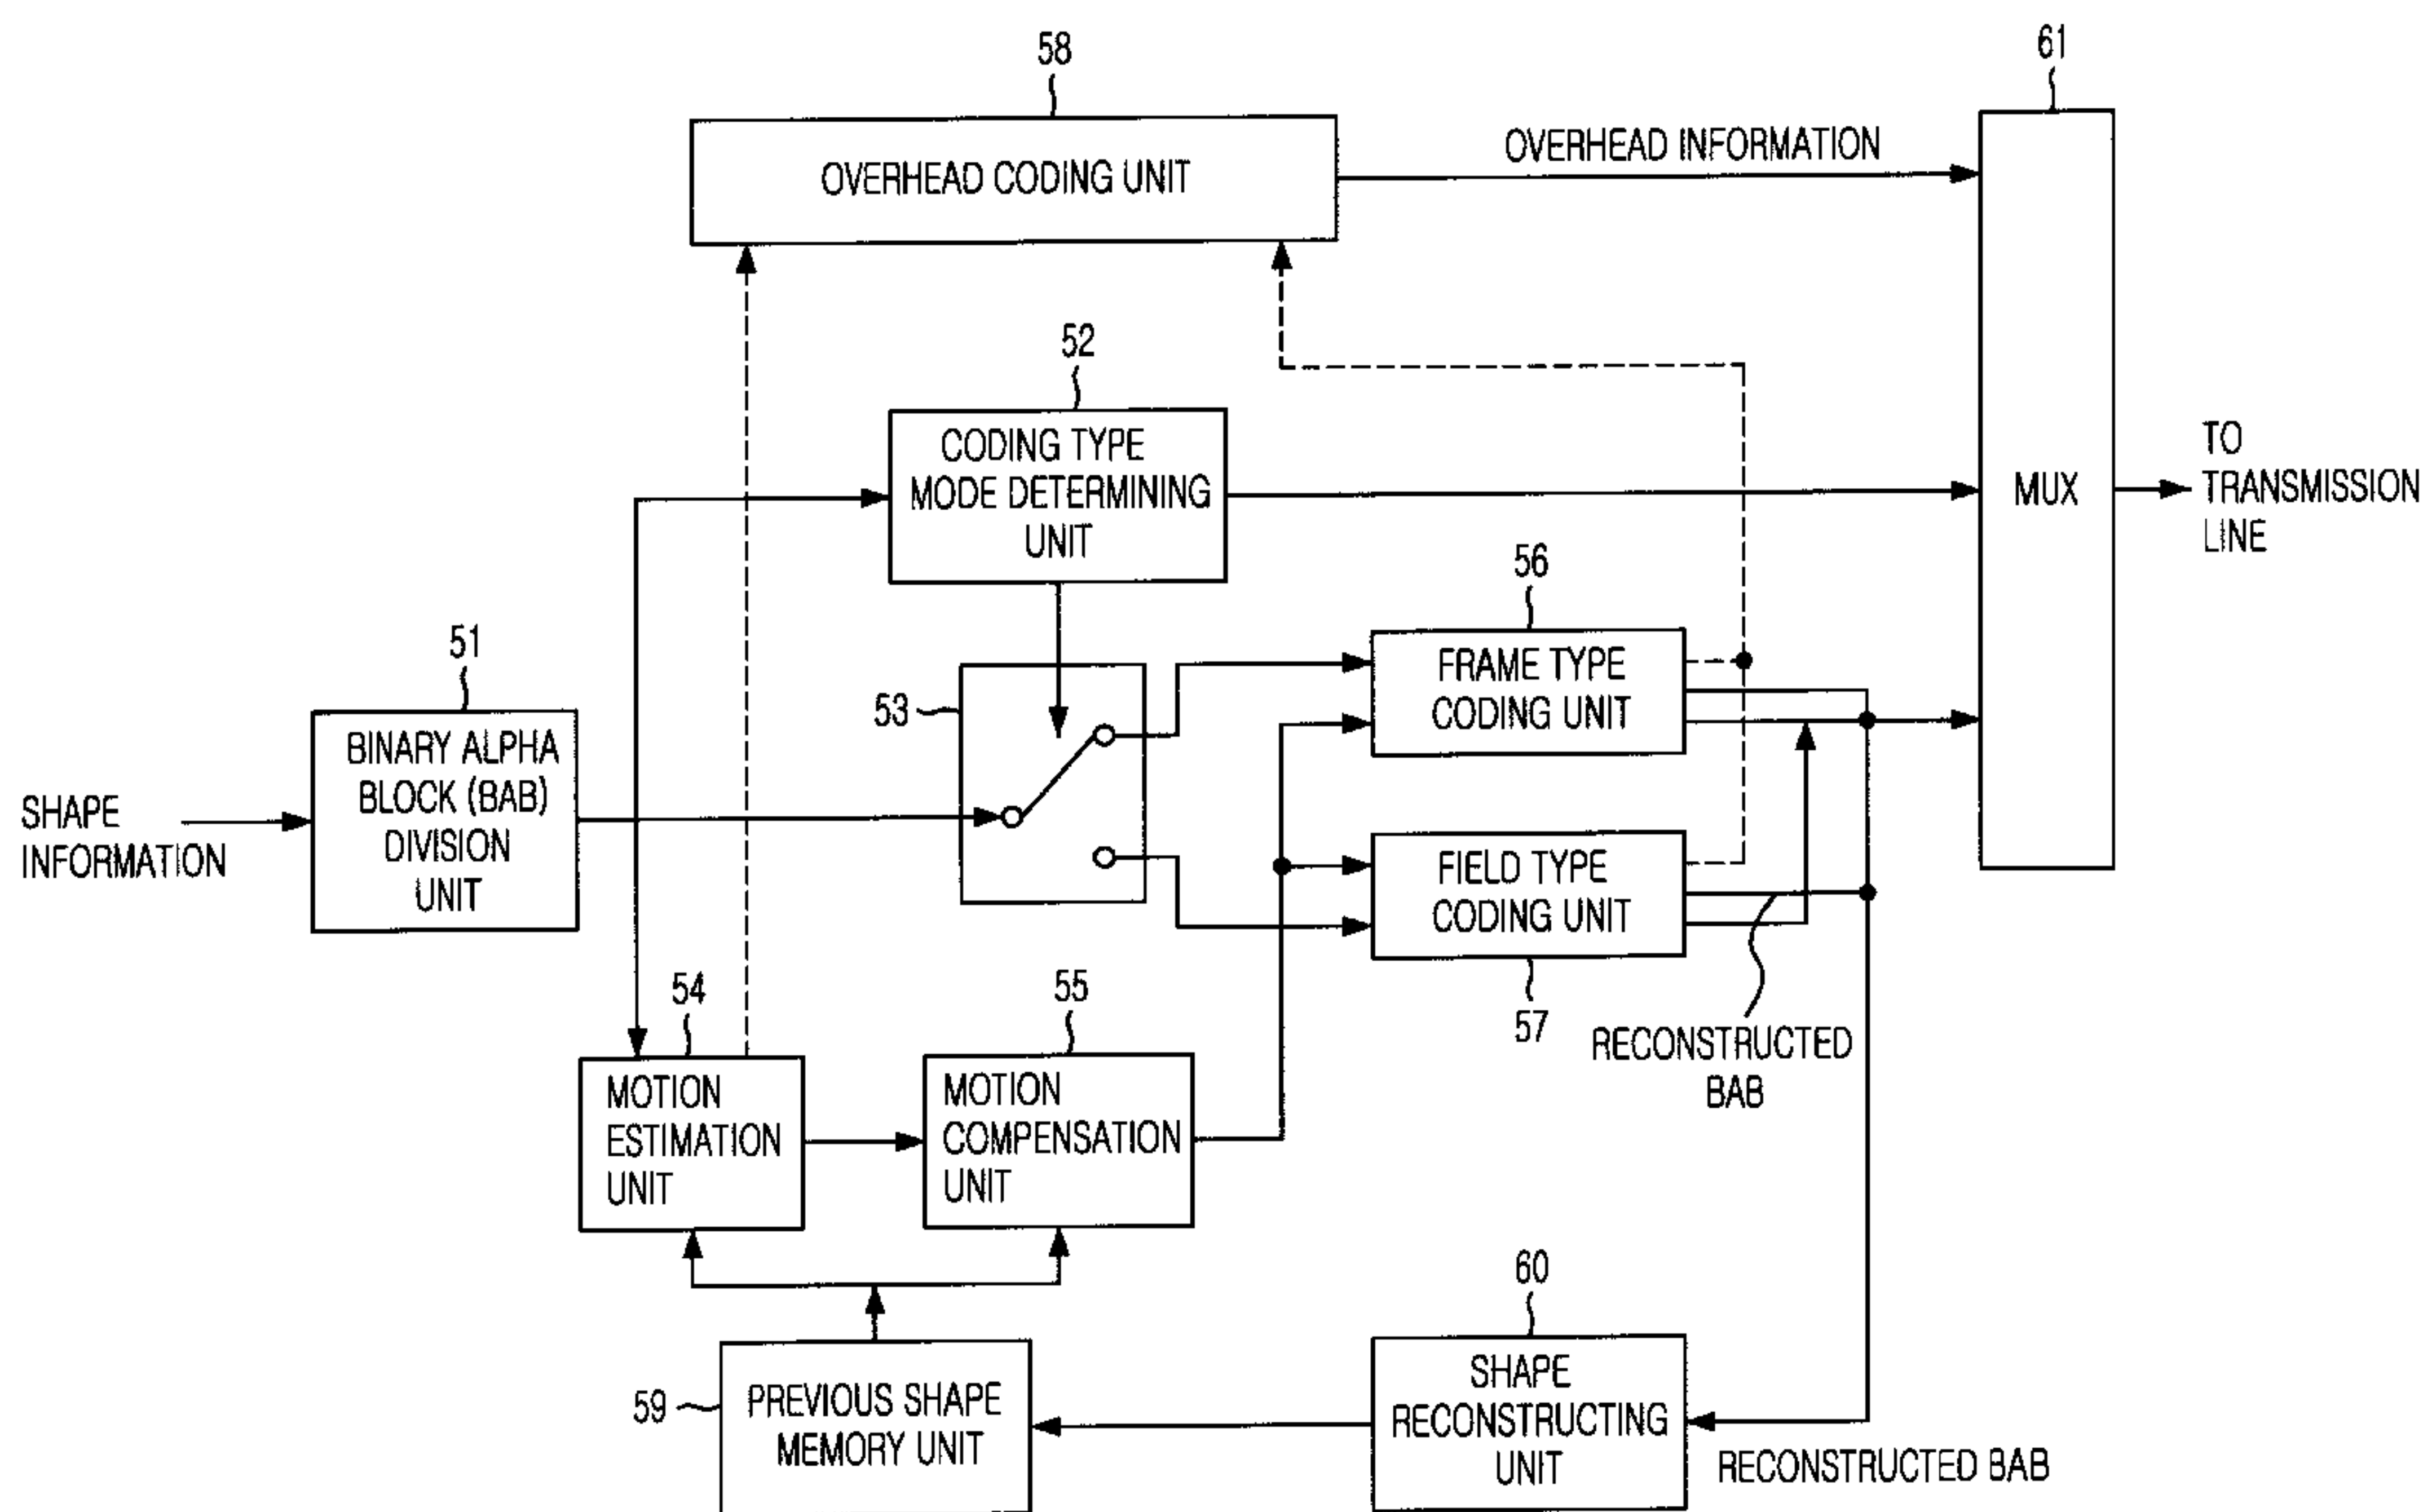 58
61
OVERHEAD CODING UNIT
OVERHEAD INFORMATION
52
CODING TYPE
MODE DETERMINING
UNIT
MUX
TO
TRANSMISSION
LINE
56
FRAME TYPE
CODING UNIT
51
BINARY ALPHA
BLOCK (BAB)
DIVISION
UNIT
53
SHAPE
INFORMATION
FIELD TYPE
CODING UNIT
57
RECONSTRUCTED
BAB
54
MOTION
ESTIMATION
UNIT
55
MOTION
COMPENSATION
UNIT
60
SHAPE
RECONSTRUCTING
UNIT
59
PREVIOUS SHAPE
MEMORY UNIT
RECONSTRUCTED BAB